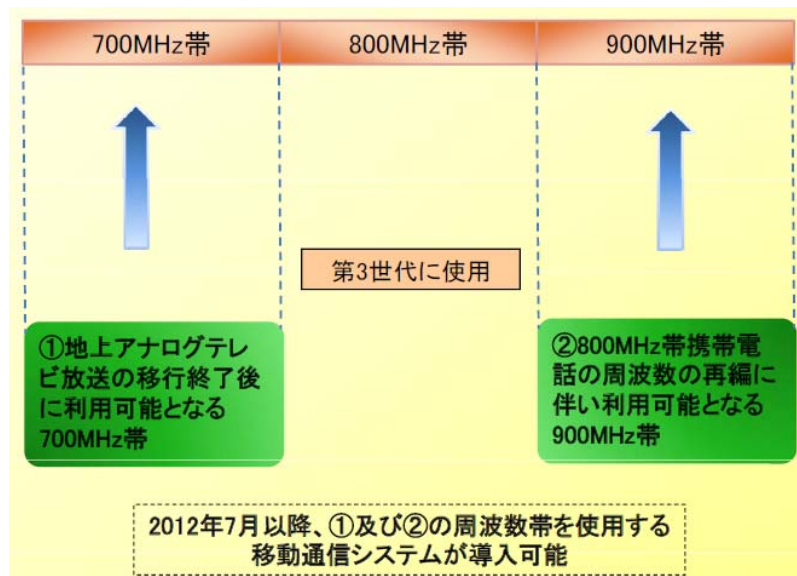 700MHz帯 800MHz帯 900MHz帯
第3世代に使用
①地上アナログテレ
ビ放送の移行終了後
に利用可能となる
700MHz帯
②800MHz帯携帯電
話の周波数の再編に
伴い利用可能となる
900MHz帯
2012年7月以降、①及び②の周波数帯を使用する
移動通信システムが導入可能